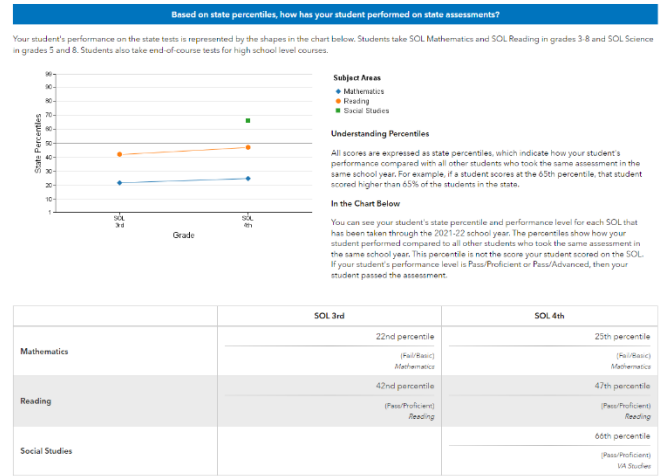 Based on state percentiles, how has your student performed on state assessments?
Your student's performance on the state tests is represented by the shapes in the chart below. Students take SOL Mathematics and SOL Reading in grades 3-8 and SOL Science
in grades 5 and 8. Students also take end-of-course tests for high school level courses.
99
90
80
70
60
50
40
30
20
10
1
State Percentiles
SOL
3rd
SOL
4th
Grade
Subject Areas
Mathematics
Reading
Social Studies
Understanding Percentiles
All scores are expressed as state percentiles, which indicate how your student's
performance compared with all other students who took the same assessment in the
same school year. For example, if a student scores at the 65th percentile, that student
scored higher than 65% of the students in the state.
In the Chart Below
You can see your student's state percentile and performance level for each SOL that
has been taken through the 2021-22 school year. The percentiles show how your
student performed compared to all other students who took the same assessment in
the same school year. This percentile is not the score your student scored on the SOL.
If your student's performance level is Pass/Proficient or Pass/Advanced, then your
student passed the assessment.
SOL 3rd SOL 4th
Mathematics
22nd percentile
(Fail/Basic)
Mathematics
25th percentile
(Fail/Basic)
Mathematics
Reading
42nd percentile
(Pass/Proficient)
Reading
47th percentile
(Pass/Proficient)
Reading
Social Studies
66th percentile
(Pass/Proficient)
VA Studies